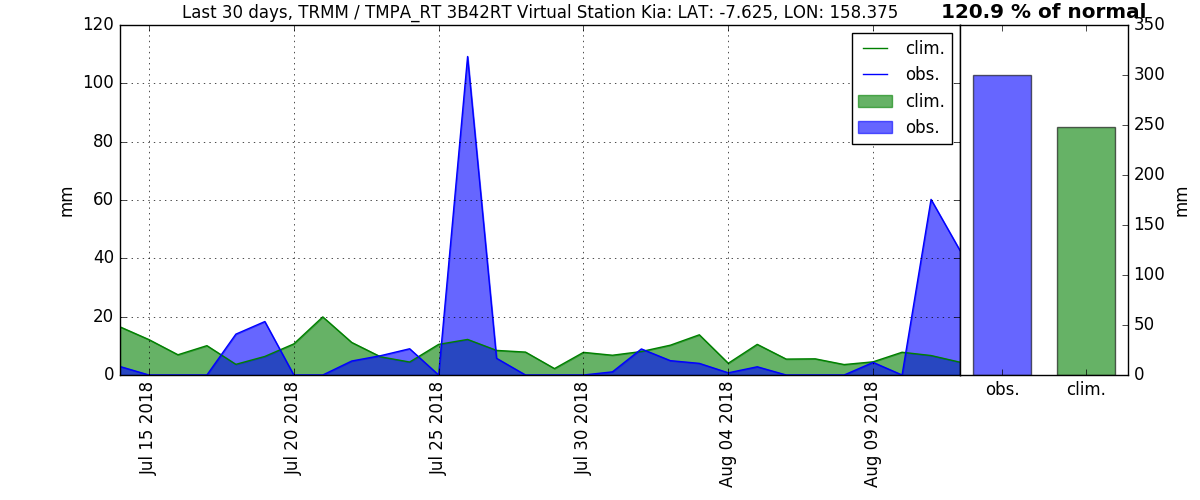 Last 30 days, TRMM / TMPA_RT 3B42RT Virtual Station Kia: LAT: -7.625, LON: 158.375
120.9 % of normal
120
100
80
60
40
20
0
mm
clim.
obs.
clim.
obs.
350
300
250
200
150
100
50
0
mm
obs.
clim.
Jul 15 2018
Jul 20 2018
Jul 25 2018
Jul 30 2018
Aug 04 2018
Aug 09 2018